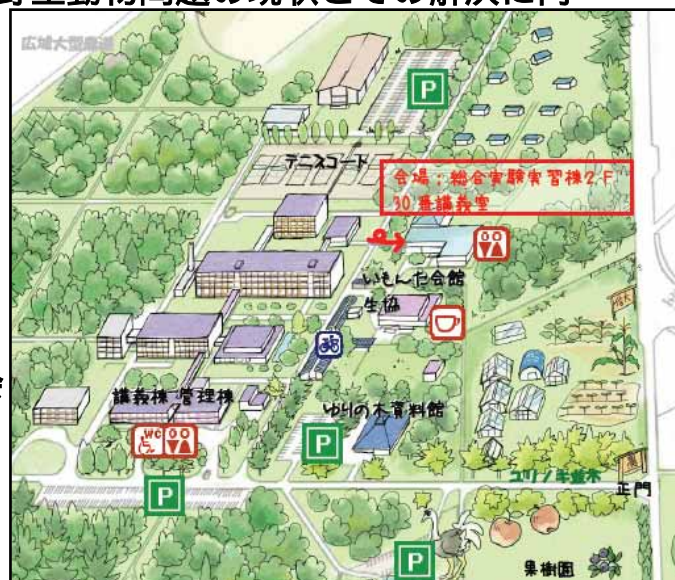 広域大型農道
P
テニスコート
会場：総合実験実習棟2F
30番講義室
いもんだ会館
生協
講義棟 管理棟
WC
ゆりの木資料館
P
P
ユリノキ並木
正門
P
果樹園